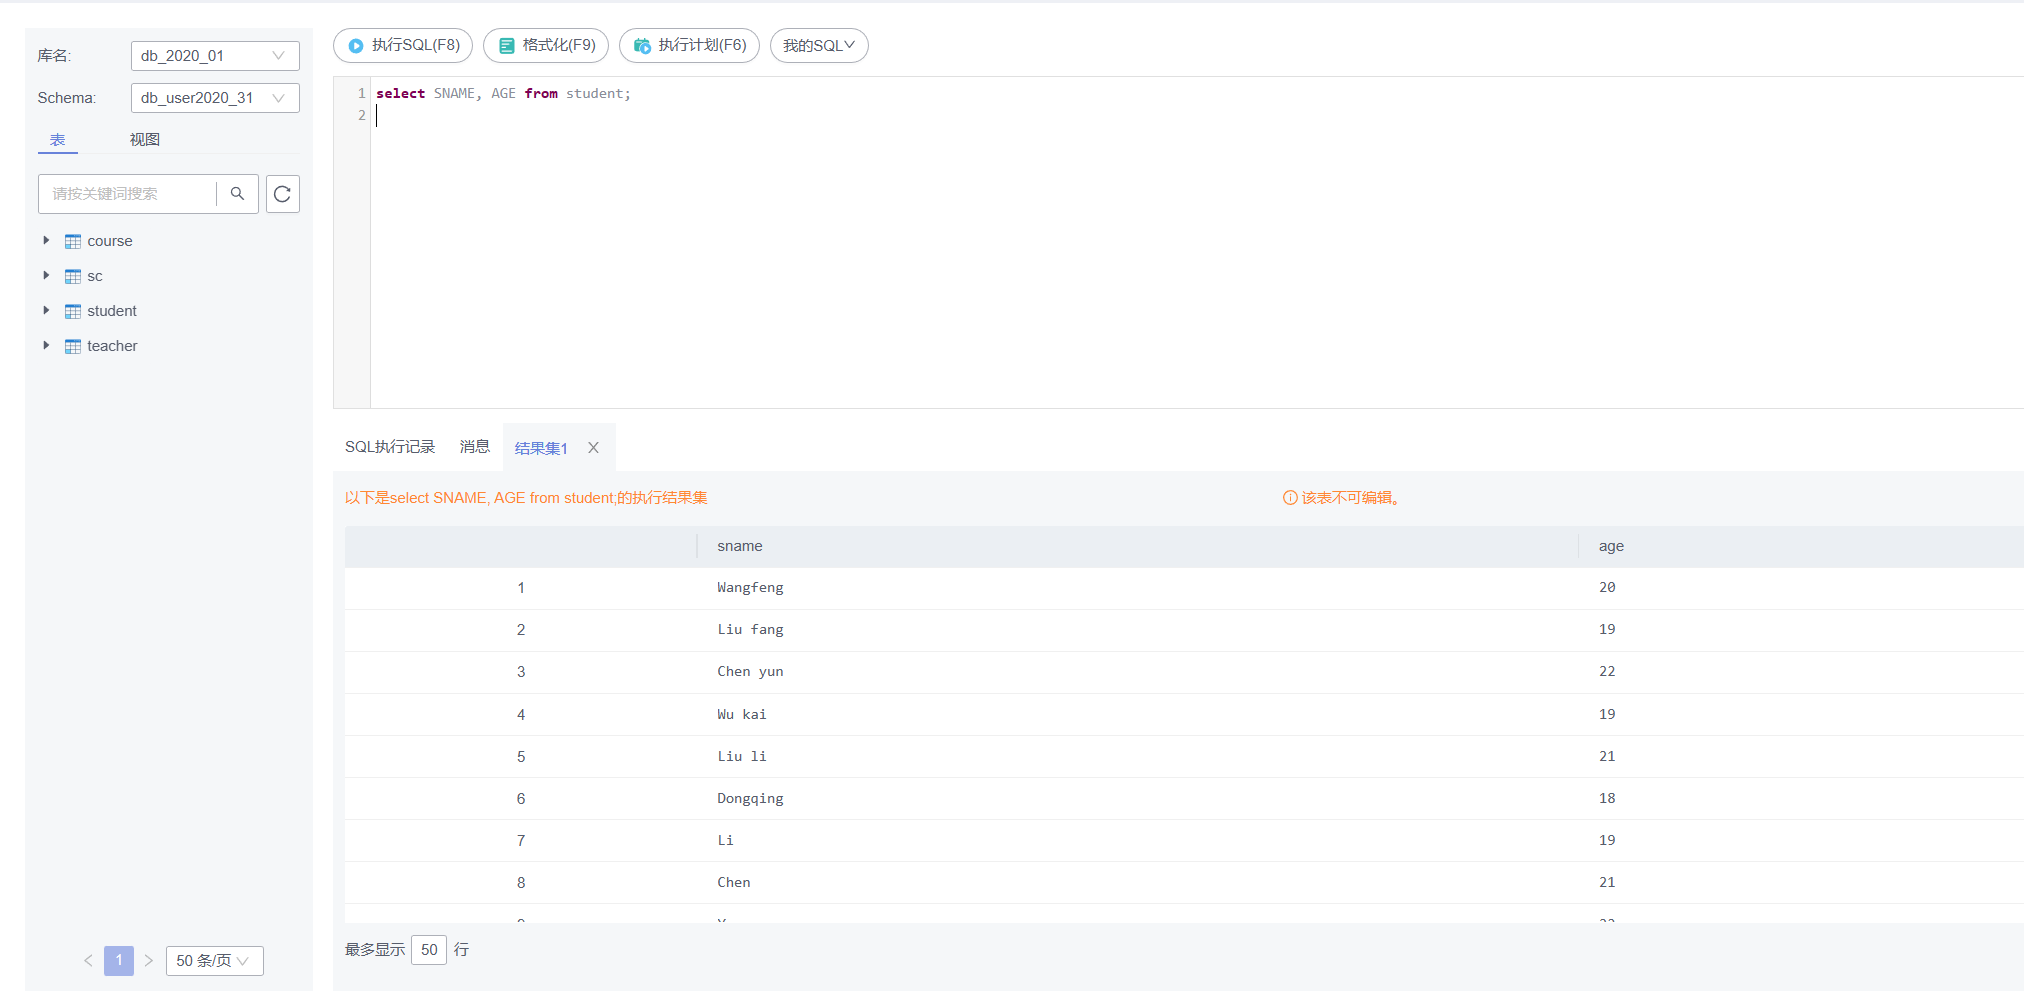 库名: db_2020_01
Schema: db_user2020_31
表 视图
请按关键词搜索
course
sc
student
teacher
< 1 > 50 条/页
执行SQL(F8) 格式化(F9) 执行计划(F6) 我的SQL
1 select SNAME, AGE from student;
2
SQL执行记录 消息 结果集1
以下是select SNAME, AGE from student;的执行结果集 该表不可编辑。
sname age
1 Wangfeng 20
2 Liu fang 19
3 Chen yun 22
4 Wu kai 19
5 Liu li 21
6 Dongqing 18
7 Li 19
8 Chen 21
最多显示 50 行